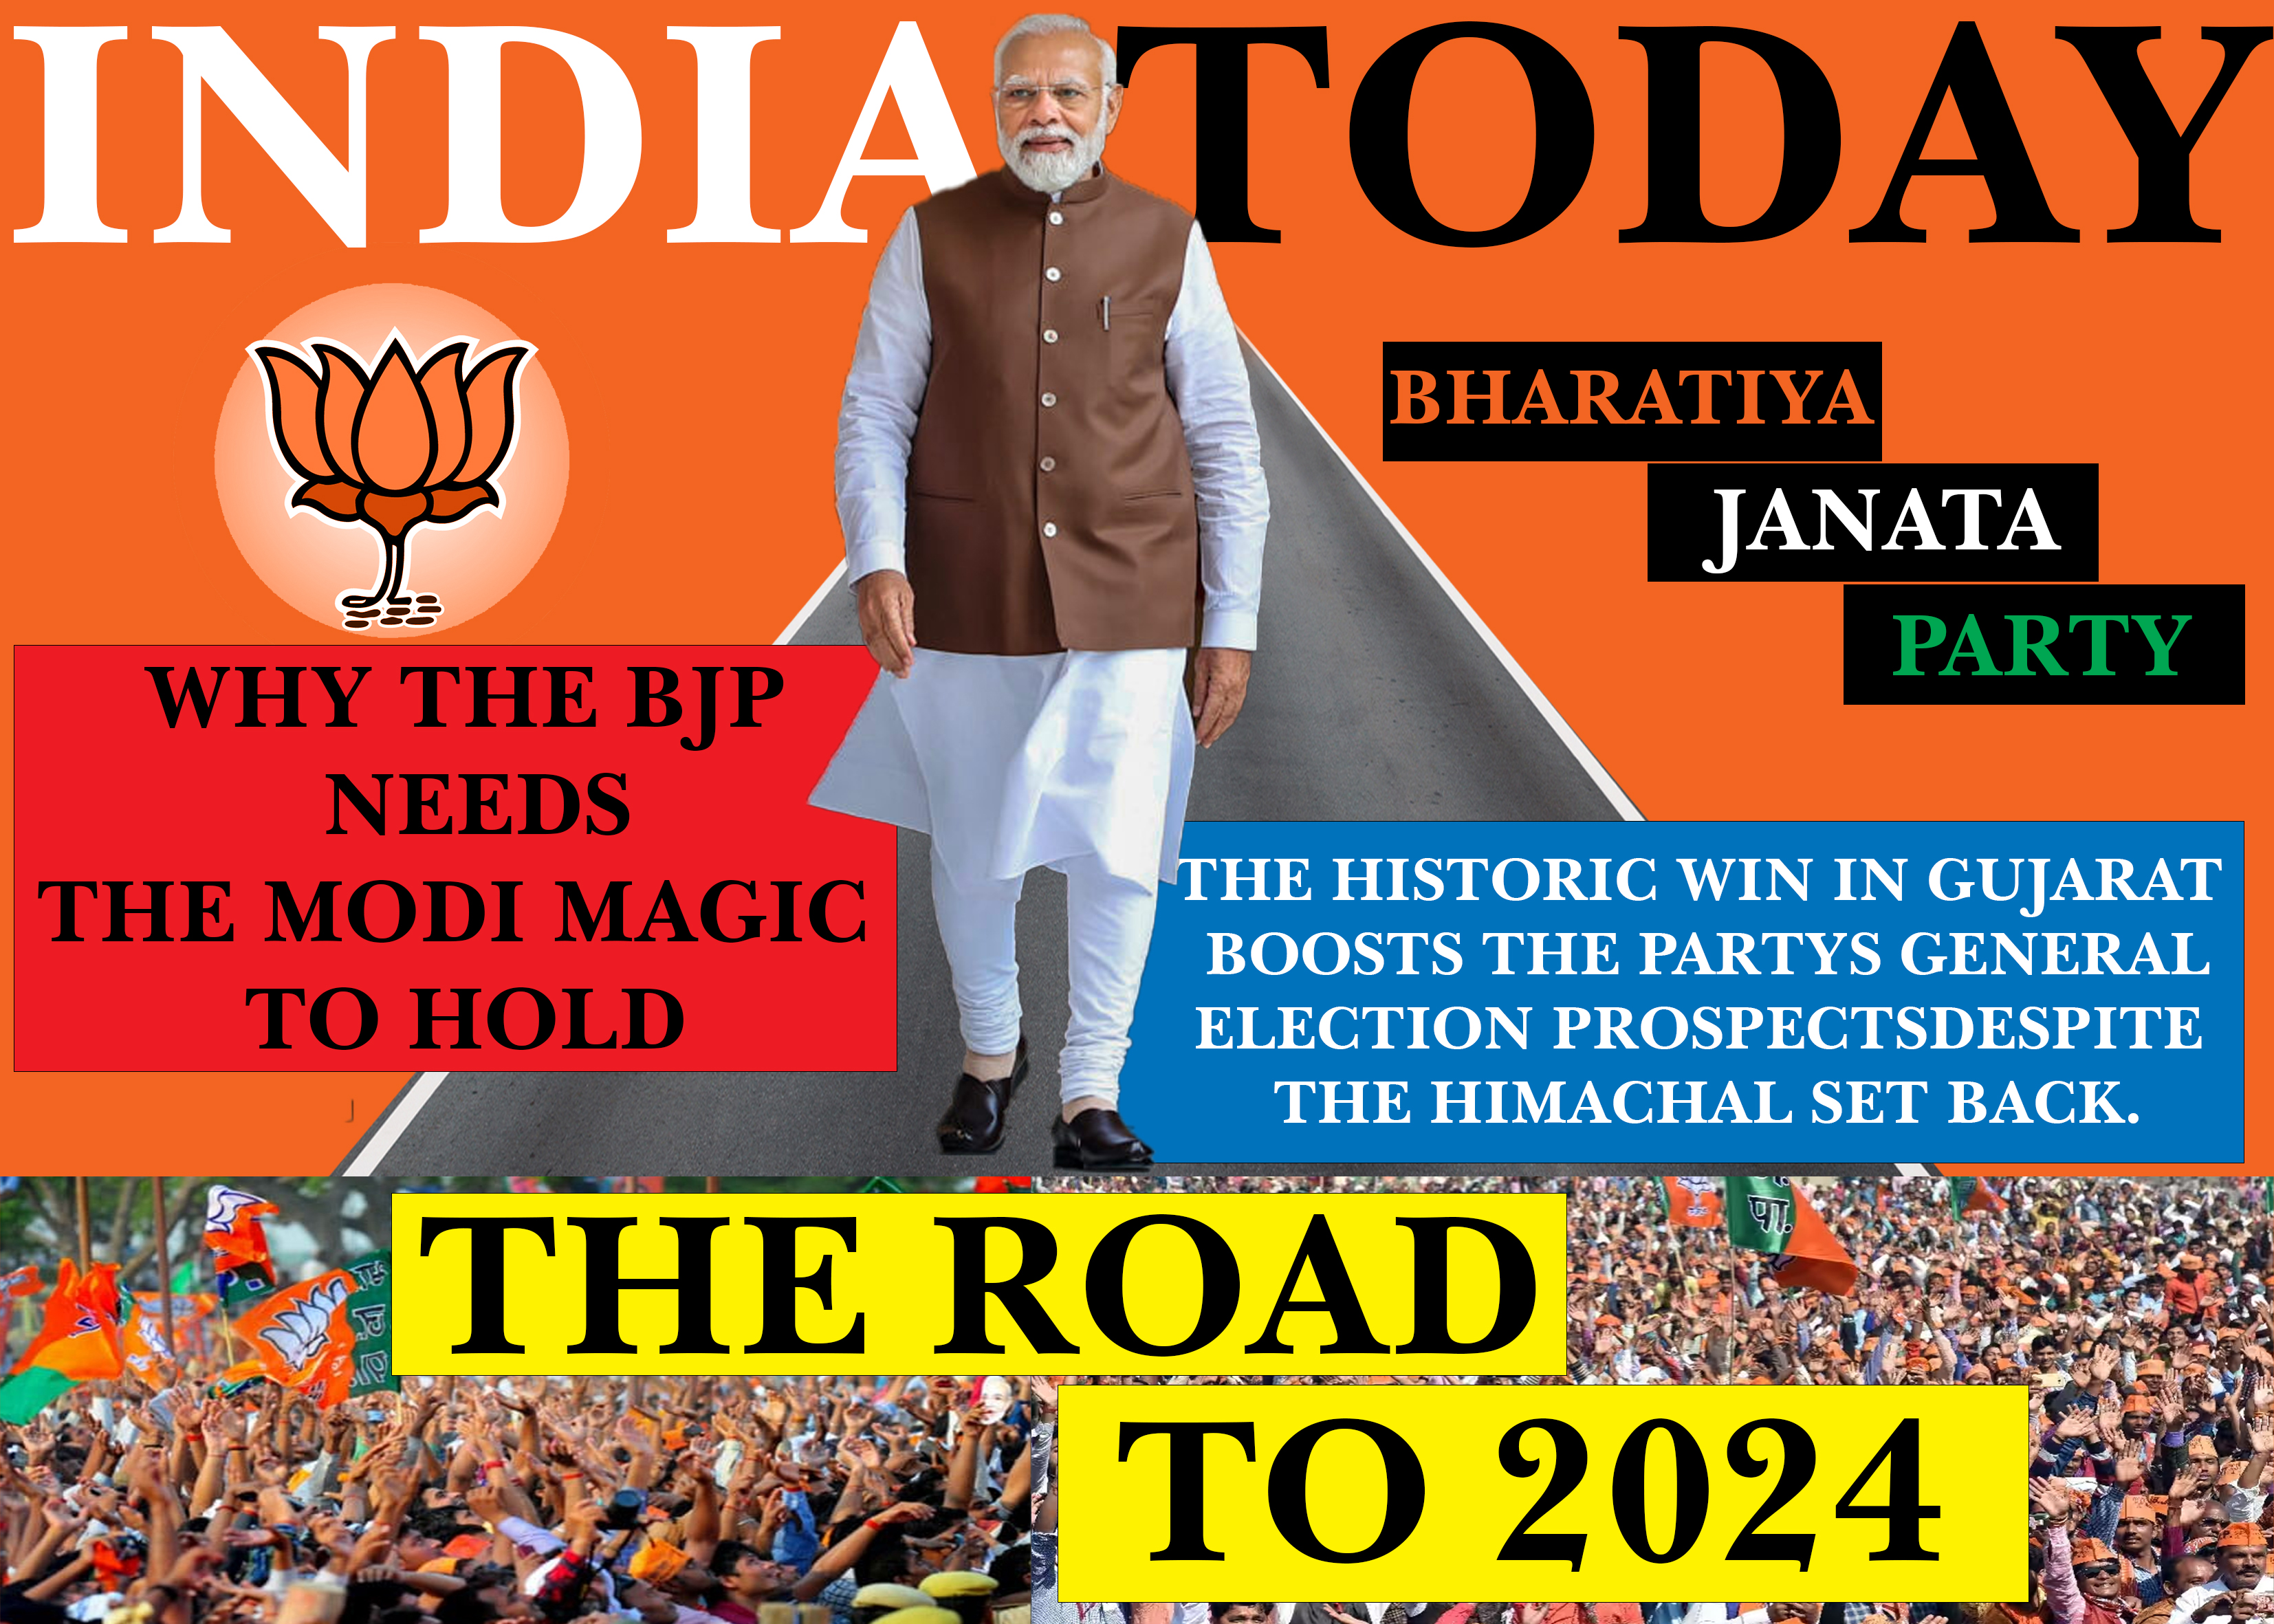 INDIA TODAY
BHARATIYA
JANATA
PARTY
WHY THE BJP
NEEDS
THE MODI MAGIC
TO HOLD
THE HISTORIC WIN IN GUJARAT
BOOSTS THE PARTYS GENERAL
ELECTION PROSPECTSDESPITE
THE HIMACHAL SET BACK.
J
THE ROAD
TO 2024
पा.